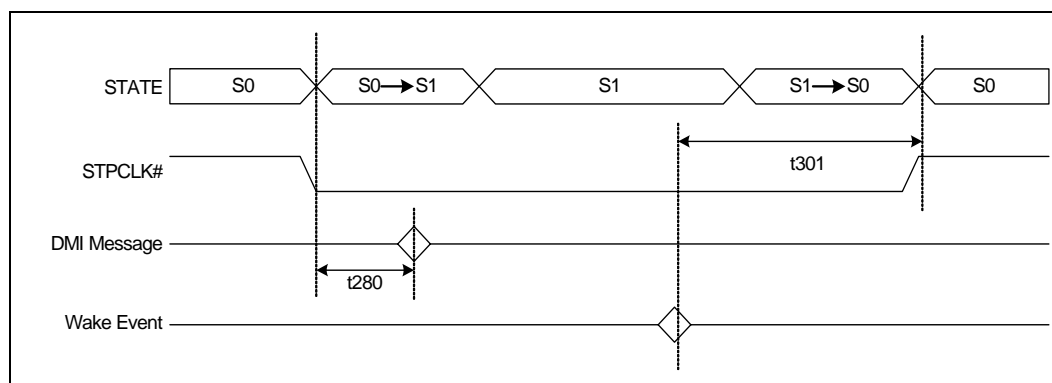 STATE
S0
S0→S1
S1
S1→S0
S0
STPCLK#
t301
DMI Message
t280
Wake Event